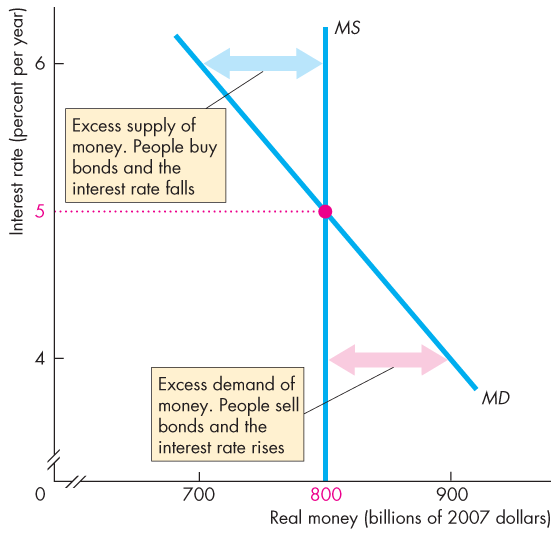 Interest rate (percent per year)
MS
6
Excess supply of
money. People buy
bonds and the
interest rate falls
5
4
Excess demand of
money. People sell
bonds and the
interest rate rises
MD
0
700
800
900
Real money (billions of 2007 dollars)